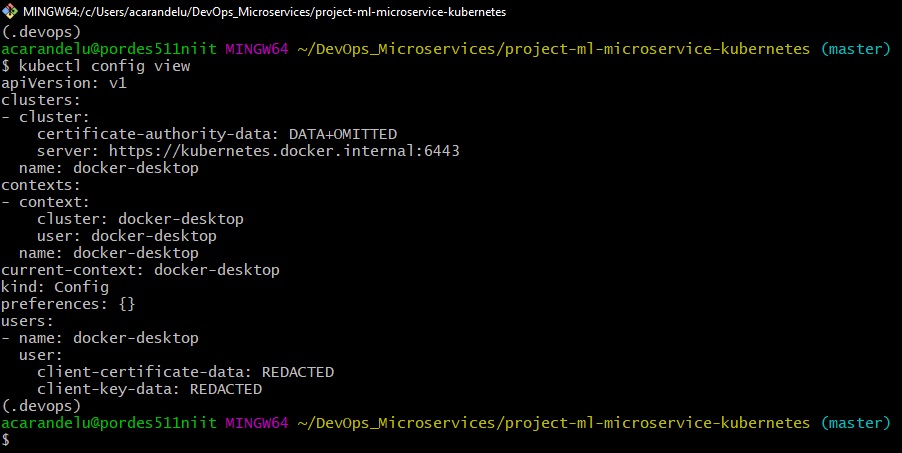 MINGW64:/c/Users/acarandelu/DevOps_Microservices/project-ml-microservice-kubernetes
(.devops)
acarandelu@pordes511niit MINGW64 ~/DevOps_Microservices/project-ml-microservice-kubernetes (master)
$ kubectl config view
apiVersion: v1
clusters:
- cluster:
    certificate-authority-data: DATA+OMITTED
    server: https://kubernetes.docker.internal:6443
  name: docker-desktop
contexts:
- context:
    cluster: docker-desktop
    user: docker-desktop
  name: docker-desktop
current-context: docker-desktop
kind: Config
preferences: {}
users:
- name: docker-desktop
  user:
    client-certificate-data: REDACTED
    client-key-data: REDACTED
(.devops)
acarandelu@pordes511niit MINGW64 ~/DevOps_Microservices/project-ml-microservice-kubernetes (master)
$